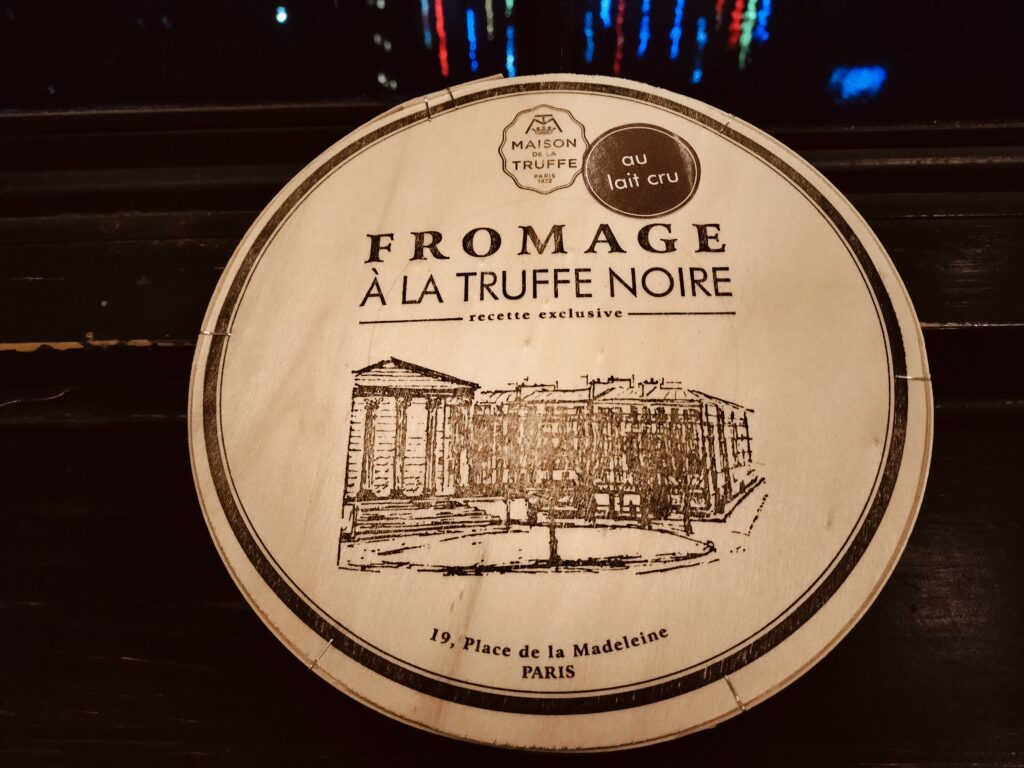 MAISON
DE LA
TRUFFE
PARIS
1932
au
lait cru
FROMAGE
À LA TRUFFE NOIRE
recette exclusive
19, Place de la Madeleine
PARIS